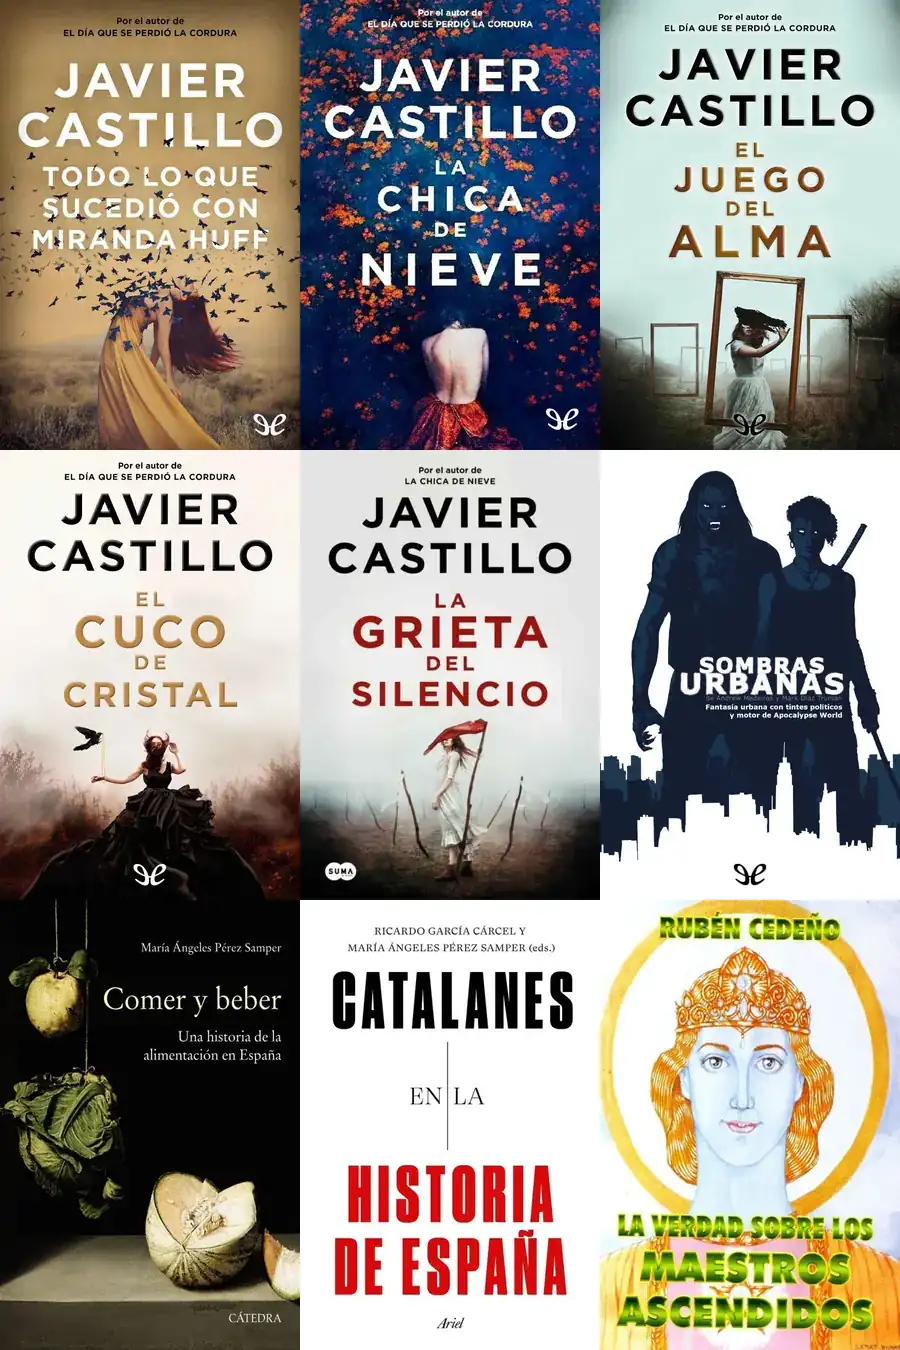 Por el autor de
EL DÍA QUE SE PERDIÓ LA CORDURA
JAVIER
CASTILLO
TODO LO QUE
SUCEDIÓ CON
MIRANDA HUFF
Por el autor de
EL DÍA QUE SE PERDIÓ LA CORDURA
JAVIER
CASTILLO
LA
CHICA
DE
NIEVE
Por el autor de
EL DÍA QUE SE PERDIÓ LA CORDURA
JAVIER
CASTILLO
EL
JUEGO
DEL
ALMA
Por el autor de
EL DÍA QUE SE PERDIÓ LA CORDURA
JAVIER
CASTILLO
EL
CUCO
DE
CRISTAL
Por el autor de
LA CHICA DE NIEVE
JAVIER
CASTILLO
LA
GRIETA
DEL
SILENCIO
SUMA
SOMBRAS
URBANAS
de Andrew Medeiros y Mark Diaz Truman
Fantasía urbana con tintes políticos
y motor de Apocalypse World
María Ángeles Pérez Samper
Comer y beber
Una historia de la
alimentación en España
CÁTEDRA
RICARDO GARCÍA CÁRCEL Y
MARÍA ÁNGELES PÉREZ SAMPER (eds.)
CATALANES
EN LA
HISTORIA
DE ESPAÑA
Ariel
RUBÉN CEDEÑO
LA VERDAD SOBRE LOS
MAESTROS
ASCENDIDOS